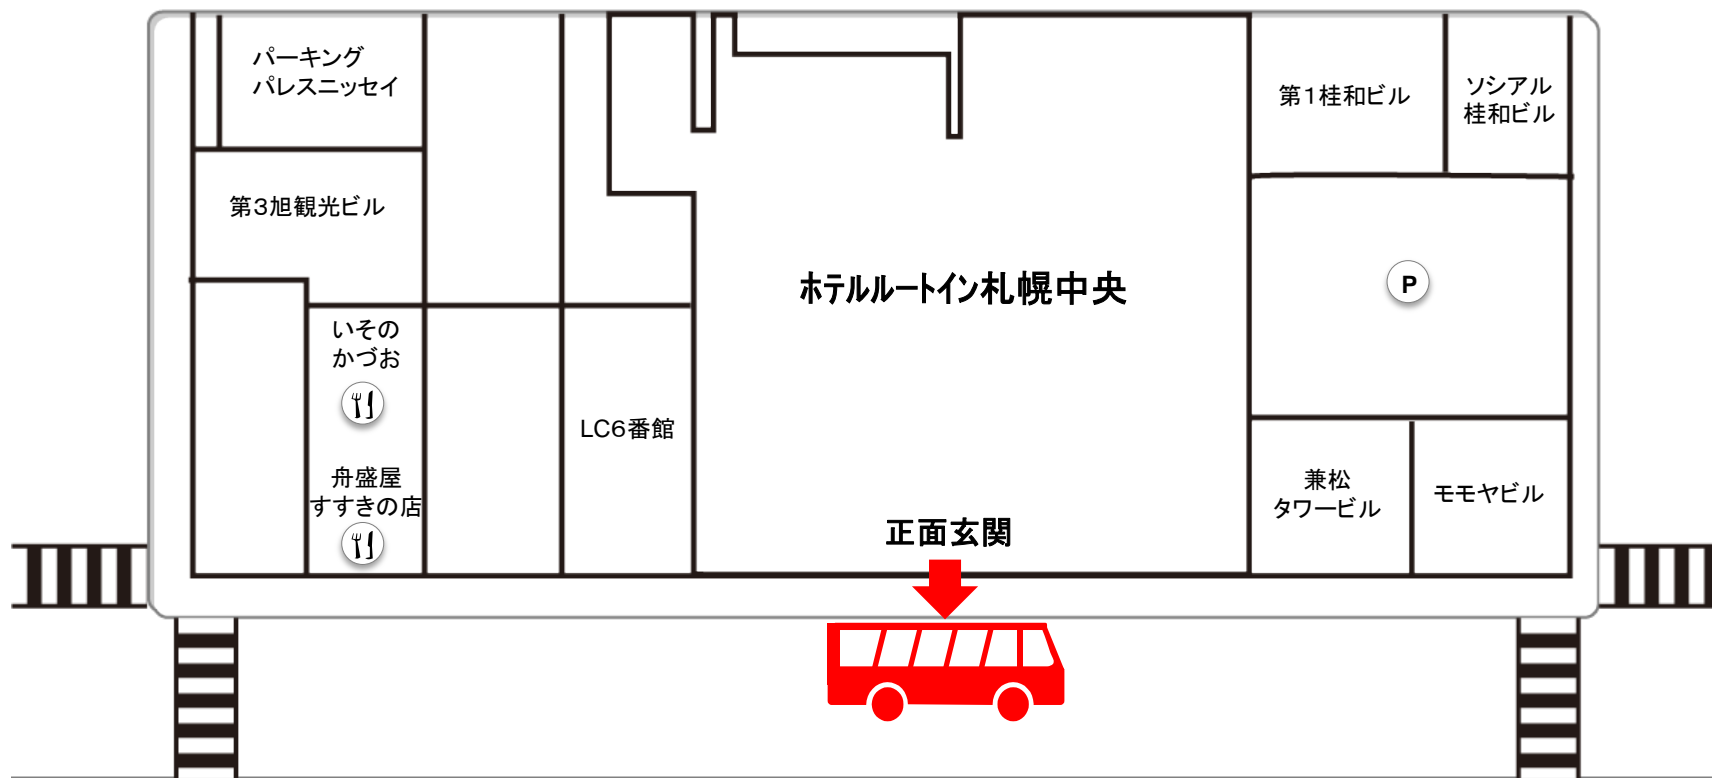 パーキング
パレスニッセイ
第1桂和ビル
ソシアル
桂和ビル
第3旭観光ビル
ホテルルートイン札幌中央
P
いそのかづお
LC6番館
舟盛屋
すすきの店
兼松
タワービル
モモヤビル
正面玄関